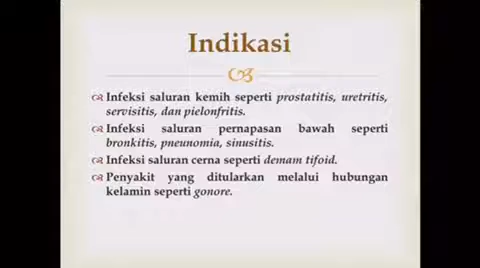 Indikasi
Infeksi saluran kemih seperti prostatitis, uretritis,
servisitis, dan pielonfritis.
Infeksi saluran pernapasan bawah seperti
bronkitis, pneumonia, sinusitis.
Infeksi saluran cerna seperti demam tifoid.
Penyakit yang ditularkan melalui hubungan
kelamin seperti gonore.